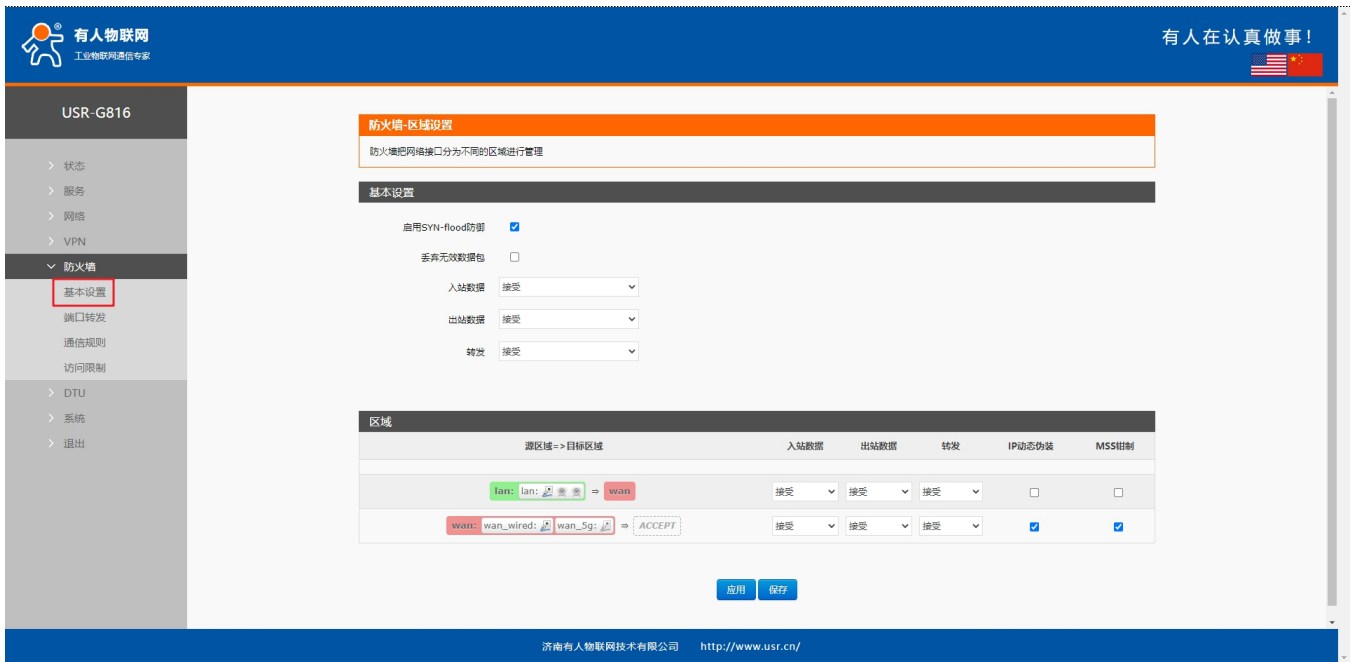 有人物联网
®
工业物联网通信专家
有人在认真做事！
USR-G816
状态
服务
网络
VPN
防火墙
基本设置
端口转发
通信规则
访问限制
DTU
系统
退出
防火墙-区域设置
防火墙把网络接口分为不同的区域进行管理
基本设置
启用SYN-flood防御
丢弃无效数据包
入站数据 接受
出站数据 接受
转发 接受
区域
源区域=>目标区域 入站数据 出站数据 转发 IP动态伪装 MSS钳制
lan: lan: ⇒ wan 接受 接受 接受
wan: wan_wired: wan_5g: ⇒ ACCEPT 接受 接受 接受
应用 保存
济南有人物联网技术有限公司 http://www.usr.cn/